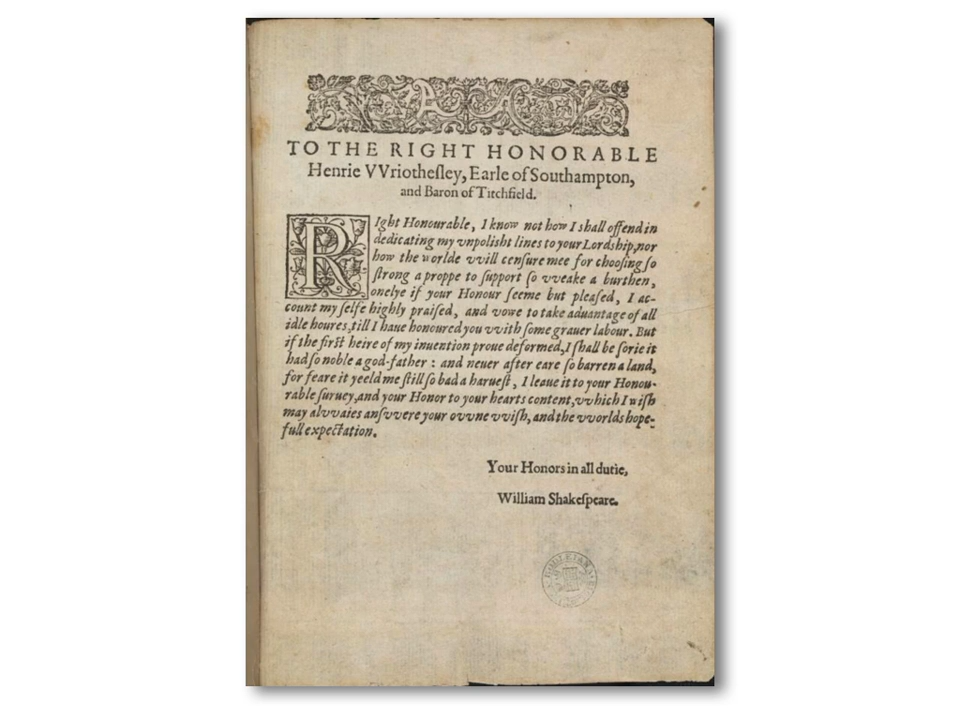 TO THE RIGHT HONORABLE
Henrie VVriotheſley, Earle of Southampton,
and Baron of Titchfield.
RIght Honourable, I know not how I ſhall offend in
dedicating my vnpoliſht lines to your Lordſhip, nor
how the worlde vvill cenſure mee for chooſing ſo
ſtrong a proppe to ſupport ſo vveake a burthen,
onelye if your Honour ſeeme but pleaſed, I ac-
count my ſelfe highly praiſed, and vowe to take aduantage of all
idle houres, till I haue honoured you vvith ſome grauer labour. But
if the firſt heire of my inuention proue deformed, I ſhall be ſorie it
had ſo noble a god-father : and neuer after eare ſo barren a land,
for feare it yeeld me ſtill ſo bad a harueſt, I leaue it to your Honou-
rable ſuruey, and your Honor to your hearts content, vvhich I wiſh
may alvvaies anſvvere your ovvne vviſh, and the vvorlds hope-
full expectation.
Your Honors in all dutie,
William Shakeſpeare.